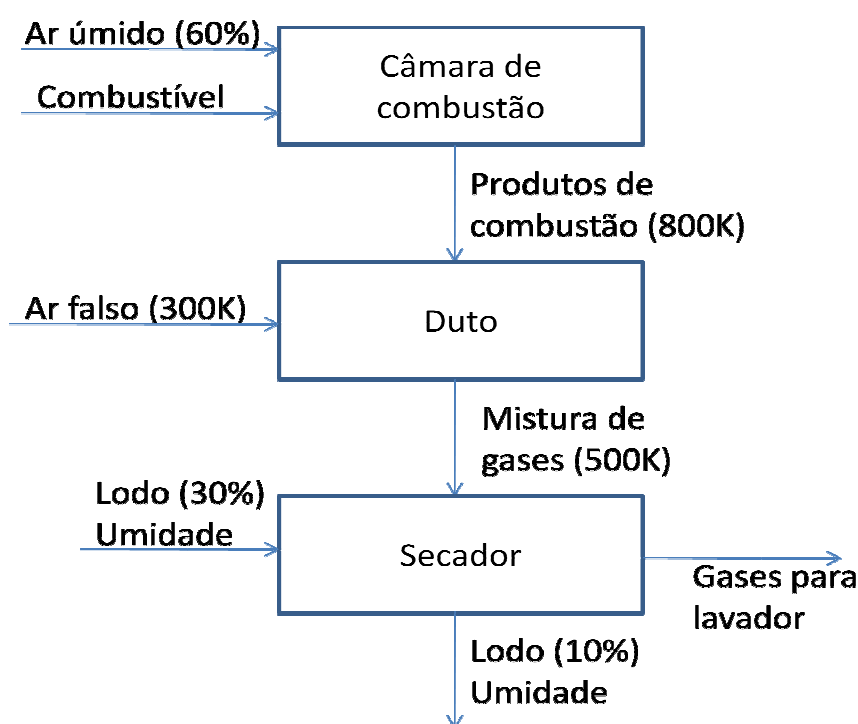 Ar úmido (60%)
Combustível
Câmara de
combustão
Produtos de
combustão (800K)
Ar falso (300K)
Duto
Mistura de
gases (500K)
Lodo (30%)
Umidade
Secador
Gases para
lavador
Lodo (10%)
Umidade